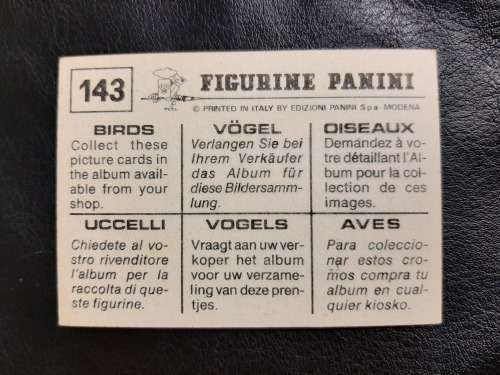 143
FIGURINE PANINI
© PRINTED IN ITALY BY EDIZIONI PANINI S.p.a. MODENA
BIRDS
Collect these
picture cards in
the album avail-
able from your
shop.
VÖGEL
Verlangen Sie bei
Ihrem Verkäufer
das Album für
diese Bildersamm-
lung.
OISEAUX
Demandez à vo-
tre détaillant l'Al-
bum pour la col-
lection de ces
images.
UCCELLI
Chiedete al vo-
stro rivenditore
l'album per la
raccolta di que-
ste figurine.
VOGELS
Vraagt aan uw ver-
koper het album
voor uw verzame-
ling van deze pren-
tjes.
AVES
Para coleccio-
nar estos cro-
mos compra tu
album en cual-
quier kiosko.